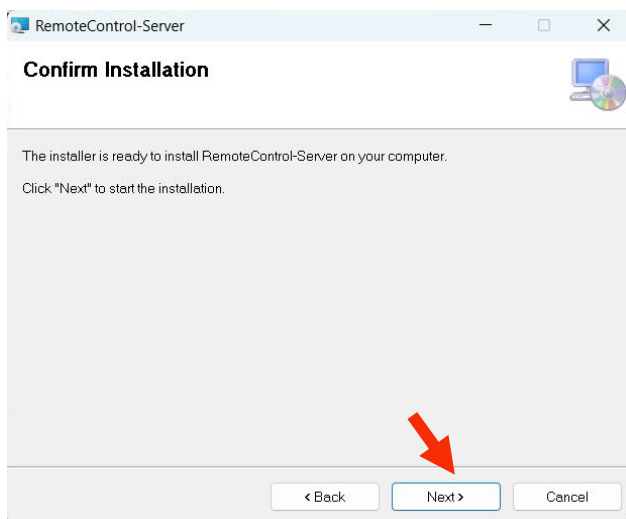 RemoteControl-Server
Confirm Installation
The installer is ready to install RemoteControl-Server on your computer.
Click "Next" to start the installation.
< Back
Next >
Cancel